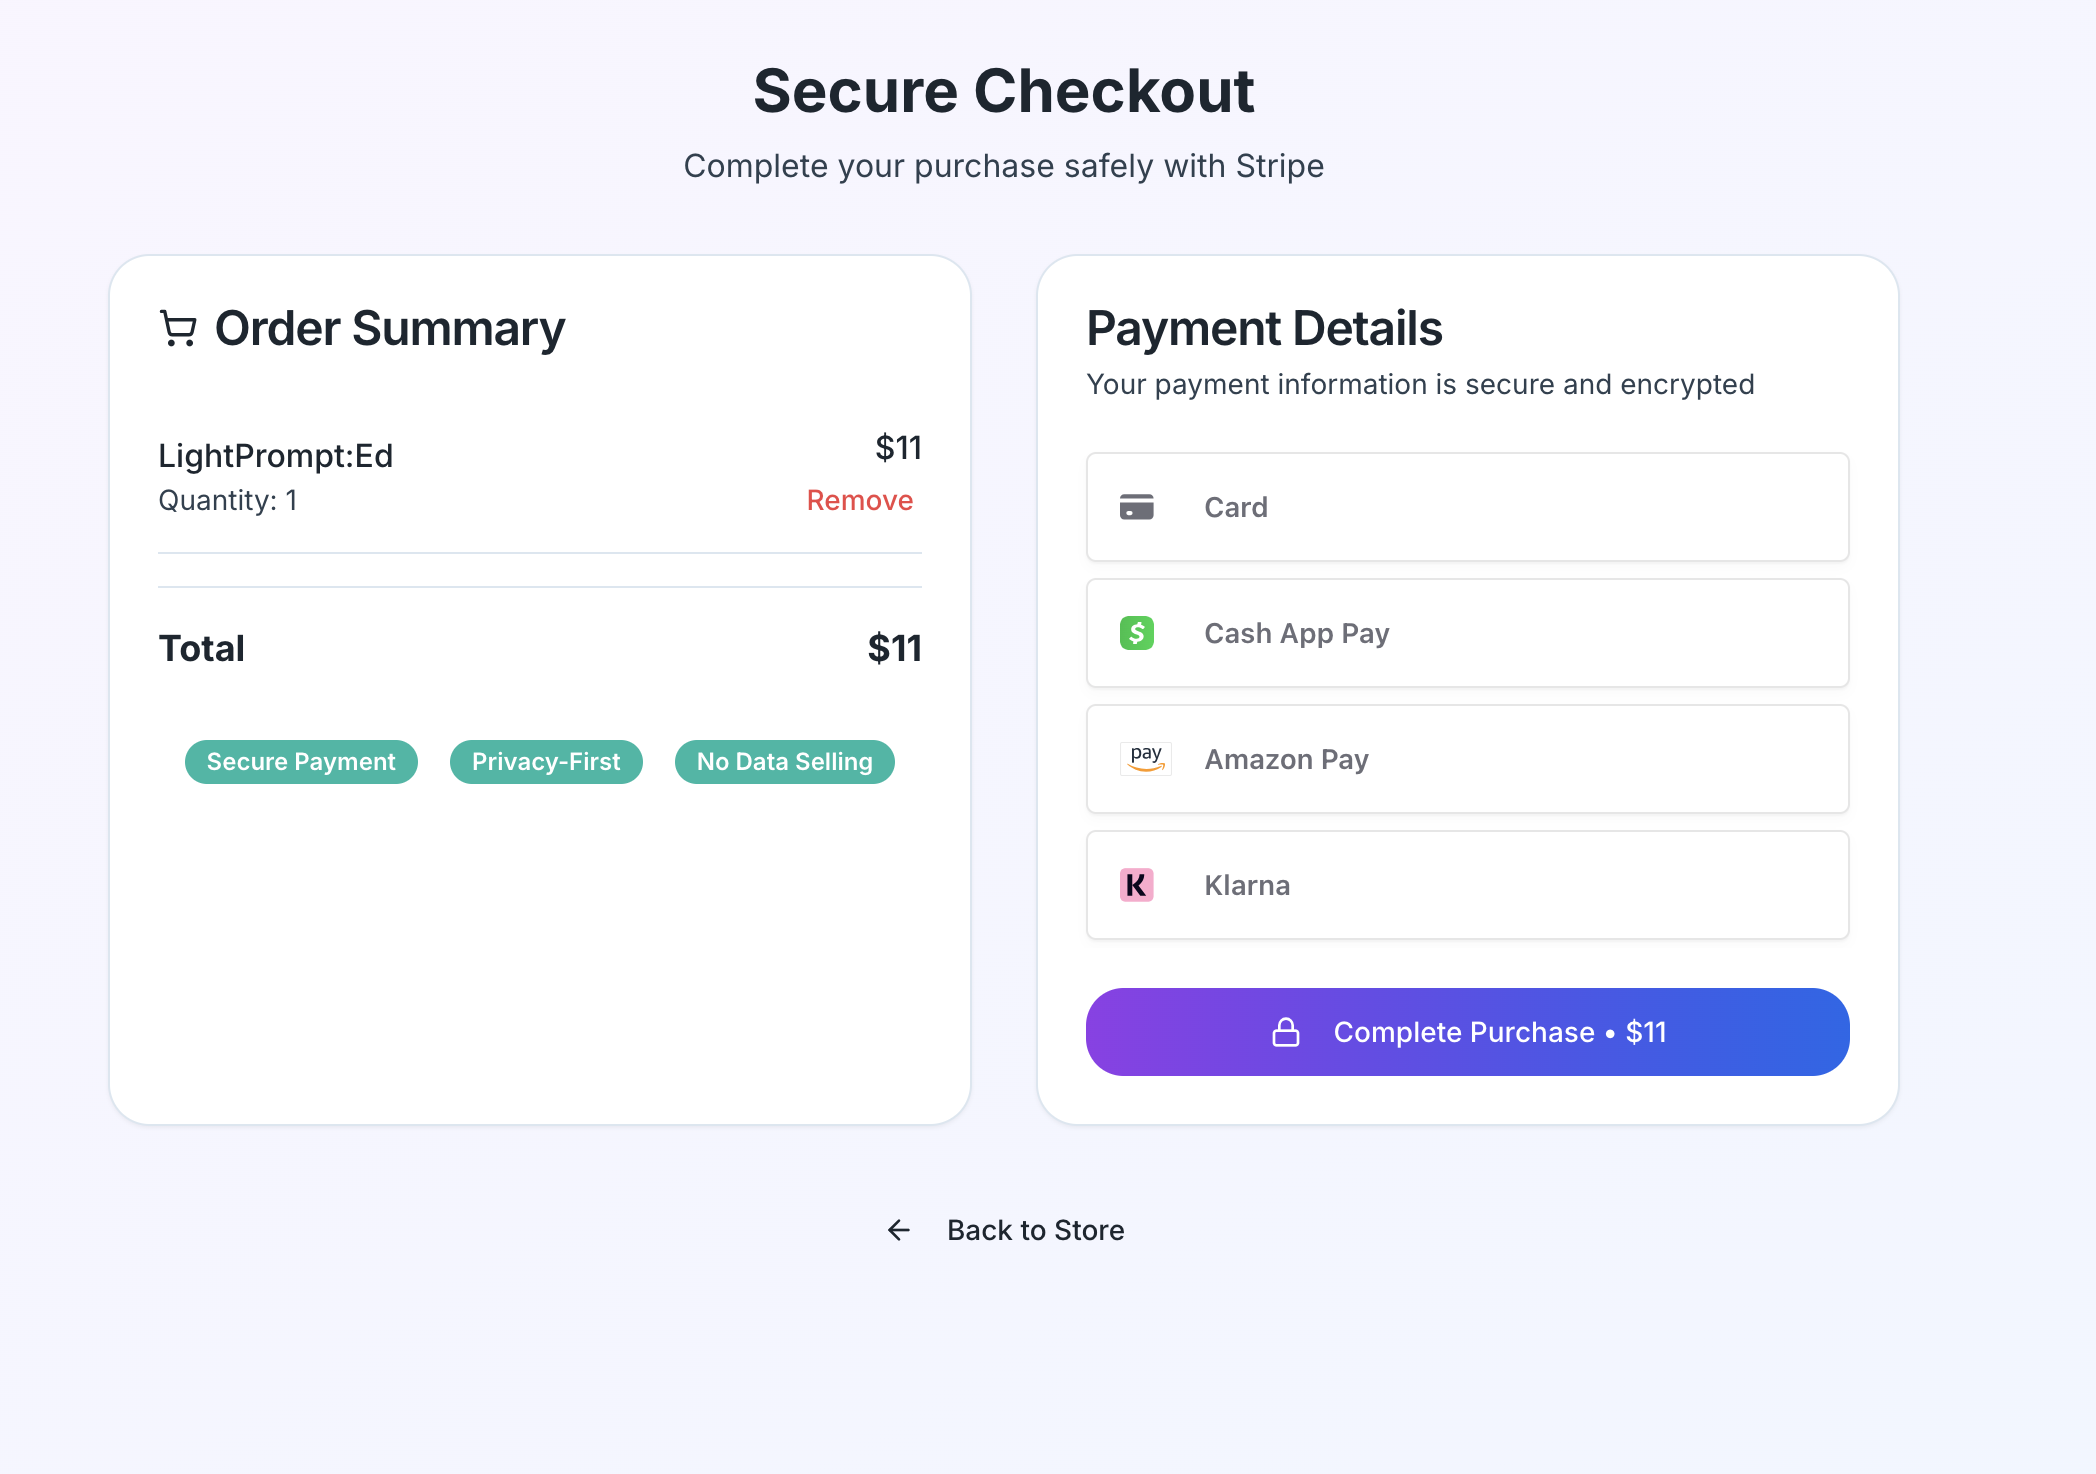 Secure Checkout
Complete your purchase safely with Stripe
Order Summary
LightPrompt:Ed
$11
Quantity: 1
Remove
Total
$11
Secure Payment
Privacy-First
No Data Selling
Payment Details
Your payment information is secure and encrypted
Card
$
Cash App Pay
pay
Amazon Pay
K
Klarna
Complete Purchase • $11
Back to Store